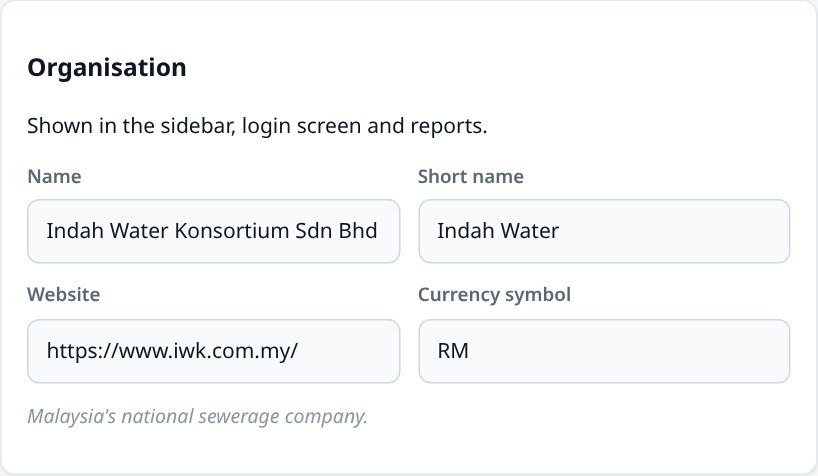 Organisation
Shown in the sidebar, login screen and reports.
Name
Short name
Indah Water Konsortium Sdn Bhd
Indah Water
Website
Currency symbol
https://www.iwk.com.my/
RM
Malaysia's national sewerage company.